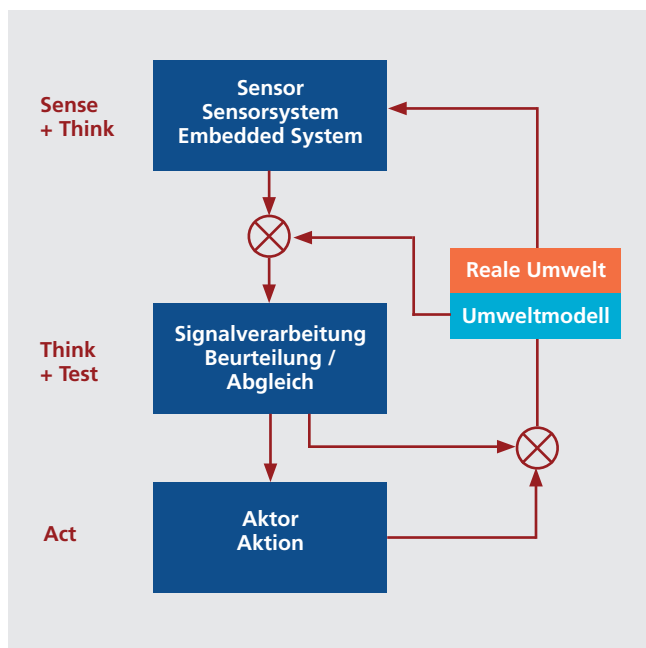 Sense
+ Think
Sensor
Sensorsystem
Embedded System
Reale Umwelt
Umweltmodell
Think
+ Test
Signalverarbeitung
Beurteilung /
Abgleich
Act
Aktor
Aktion